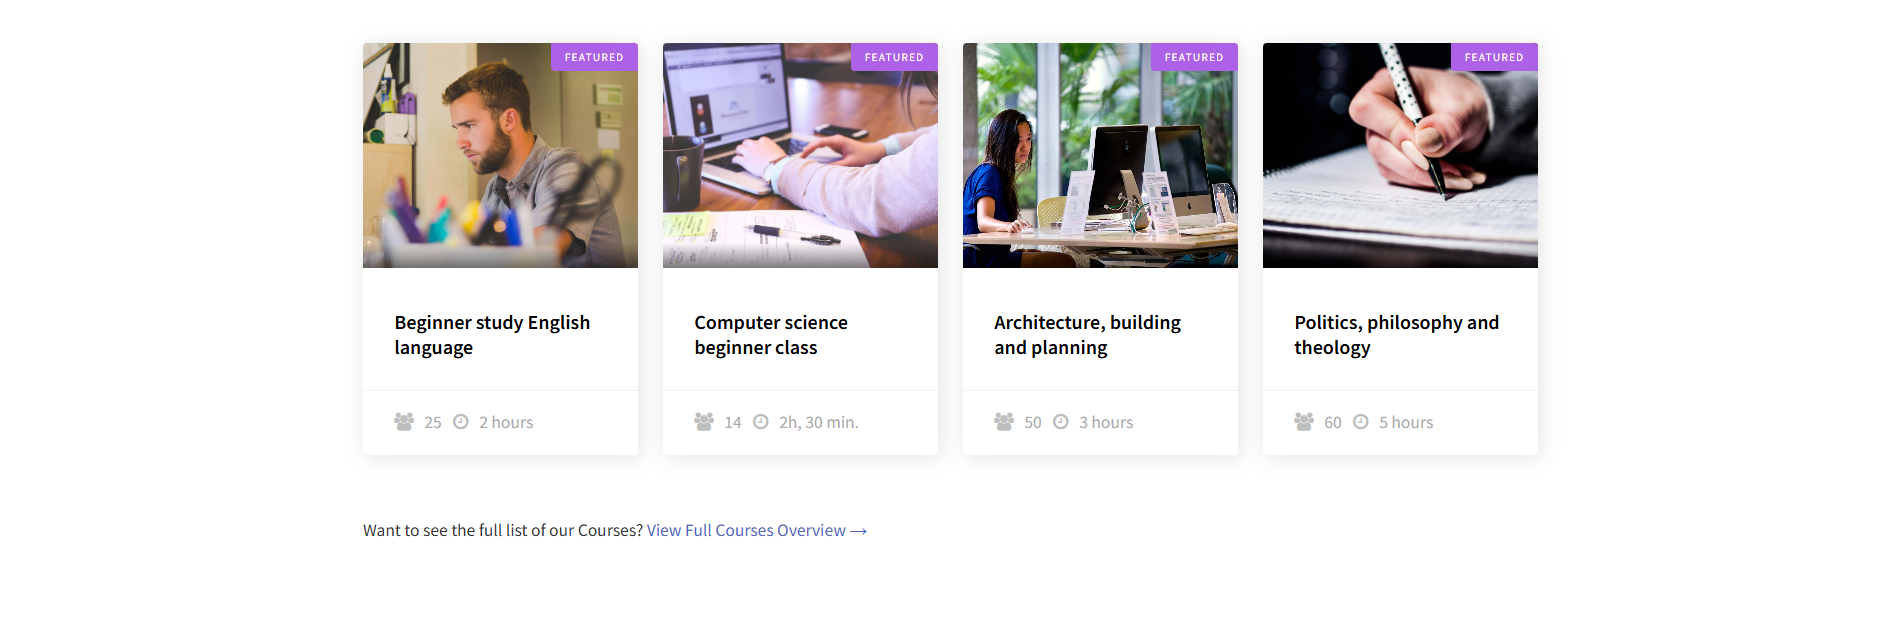 FEATURED
FEATURED
FEATURED
FEATURED
Beginner study English
language
25 2 hours
Computer science
beginner class
14 2h, 30 min.
Architecture, building
and planning
50 3 hours
Politics, philosophy and
theology
60 5 hours
Want to see the full list of our Courses? View Full Courses Overview →